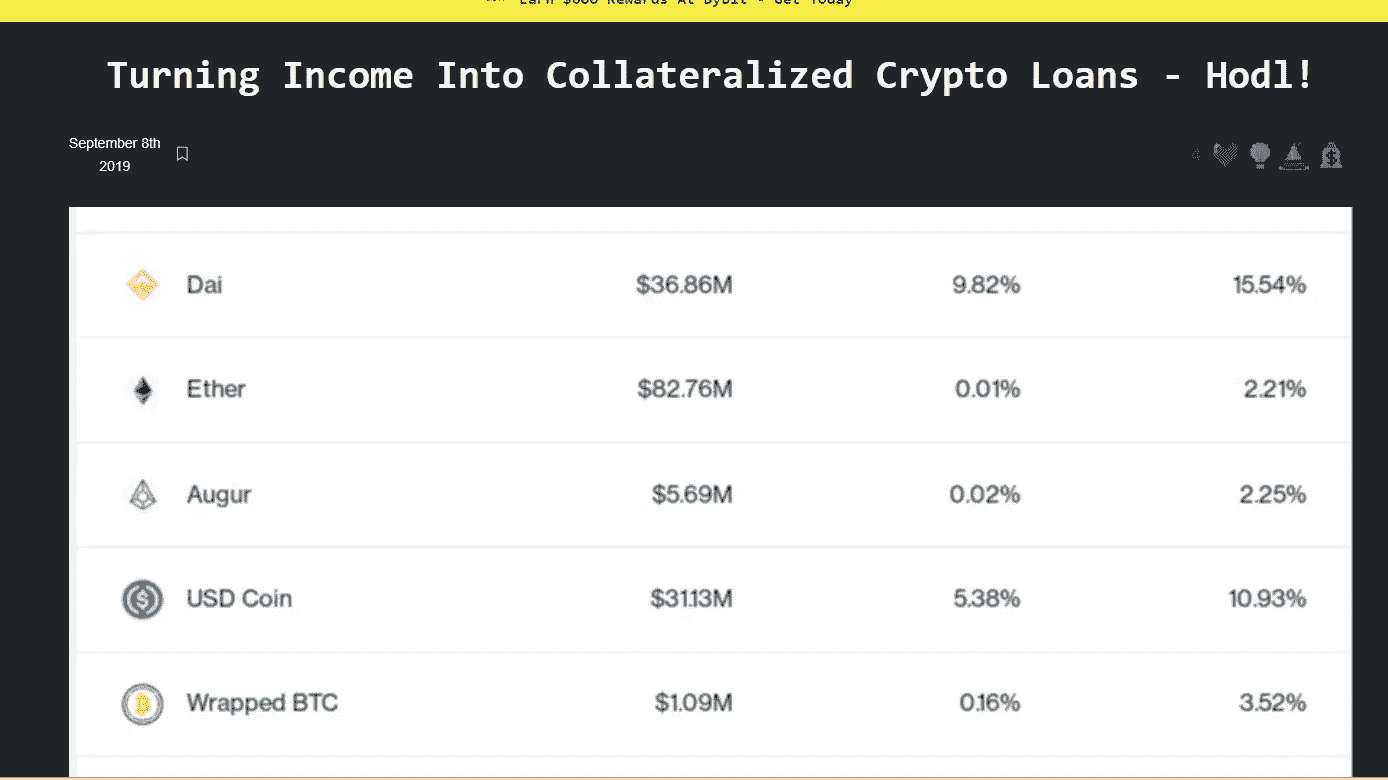 Earn $600 Rewards At ByBit - Get Today
Turning Income Into Collateralized Crypto Loans - Hodl!
September 8th
2019
Dai $36.86M 9.82% 15.54%
Ether $82.76M 0.01% 2.21%
Augur $5.69M 0.02% 2.25%
USD Coin $31.13M 5.38% 10.93%
Wrapped BTC $1.09M 0.16% 3.52%